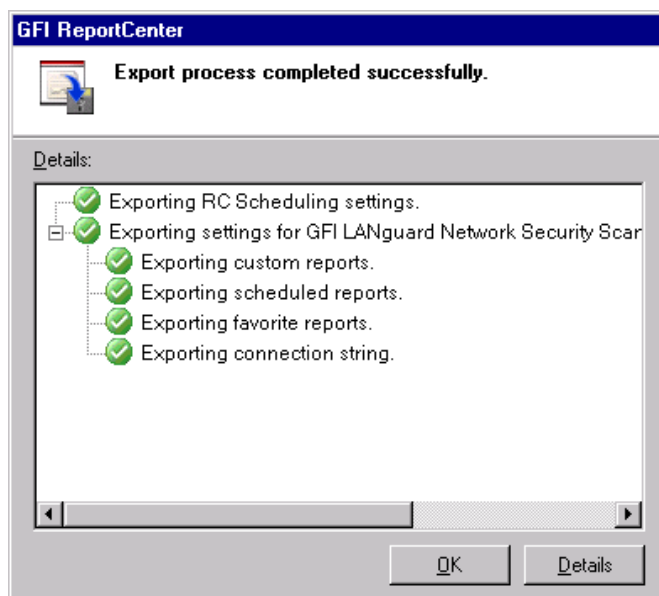 GFI ReportCenter
Export process completed successfully.
Details:
Exporting RC Scheduling settings.
Exporting settings for GFI LANguard Network Security Scar
Exporting custom reports.
Exporting scheduled reports.
Exporting favorite reports.
Exporting connection string.
OK
Details